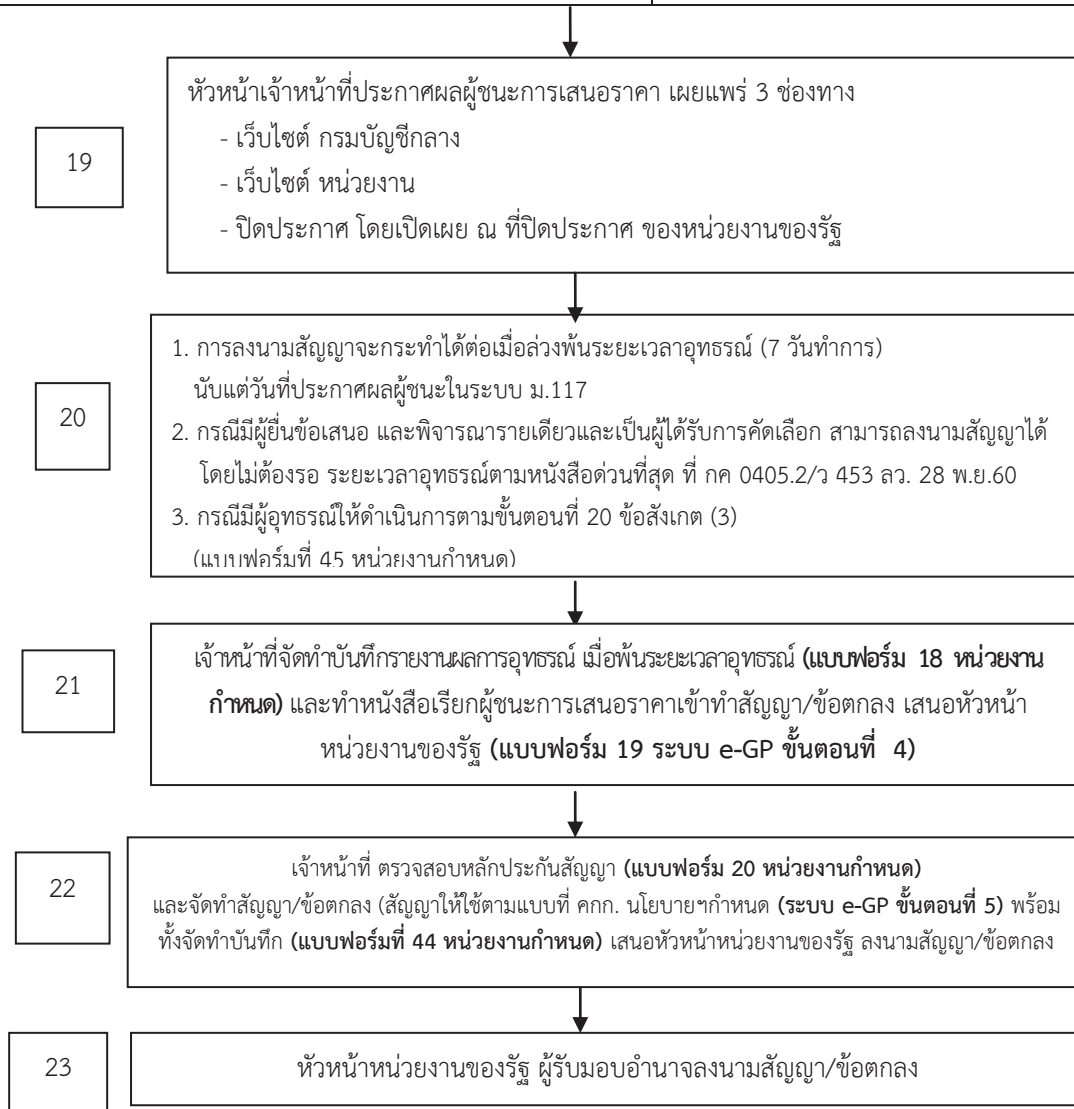 19
หัวหน้าเจ้าหน้าที่ประกาศผลผู้ชนะการเสนอราคา เผยแพร่ 3 ช่องทาง
- เว็บไซต์ กรมบัญชีกลาง
- เว็บไซต์ หน่วยงาน
- ปิดประกาศ โดยเปิดเผย ณ ที่ปิดประกาศ ของหน่วยงานของรัฐ
20
1. การลงนามสัญญาจะกระทำได้ต่อเมื่อล่วงพ้นระยะเวลาอุทธรณ์ (7 วันทำการ)
นับแต่วันที่ประกาศผลผู้ชนะในระบบ ม.117
2. กรณีมีผู้ยื่นข้อเสนอ และพิจารณารายเดียวและเป็นผู้ได้รับการคัดเลือก สามารถลงนามสัญญาได้
โดยไม่ต้องรอ ระยะเวลาอุทธรณ์ตามหนังสือด่วนที่สุด ที่ กค 0405.2/ว 453 ลว. 28 พ.ย.60
3. กรณีมีผู้อุทธรณ์ให้ดำเนินการตามขั้นตอนที่ 20 ข้อสังเกต (3)
(แบบฟอร์มที่ 45 หน่วยงานกำหนด)
21
เจ้าหน้าที่จัดทำบันทึกรายงานผลการอุทธรณ์ เมื่อพ้นระยะเวลาอุทธรณ์ (แบบฟอร์ม 18 หน่วยงาน
กำหนด) และทำหนังสือเรียกผู้ชนะการเสนอราคาเข้าทำสัญญา/ข้อตกลง เสนอหัวหน้า
หน่วยงานของรัฐ (แบบฟอร์ม 19 ระบบ e-GP ขั้นตอนที่ 4)
22
เจ้าหน้าที่ ตรวจสอบหลักประกันสัญญา (แบบฟอร์ม 20 หน่วยงานกำหนด)
และจัดทำสัญญา/ข้อตกลง (สัญญาให้ใช้ตามแบบที่ คกก. นโยบายฯกำหนด (ระบบ e-GP ขั้นตอนที่ 5) พร้อม
ทั้งจัดทำบันทึก (แบบฟอร์มที่ 44 หน่วยงานกำหนด) เสนอหัวหน้าหน่วยงานของรัฐ ลงนามสัญญา/ข้อตกลง
23
หัวหน้าหน่วยงานของรัฐ ผู้รับมอบอำนาจลงนามสัญญา/ข้อตกลง